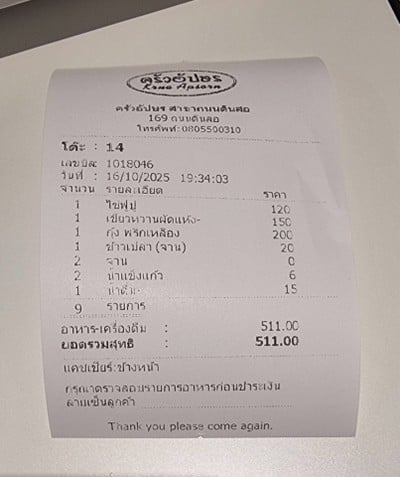 ครัวอัปษร
Krua Apsorn
ครัวอัปษร สาขาถนนดินสอ
169 ถนนดินสอ
โทรศัพท์:0805500310
โต๊ะ : 14
เลขบิล: 1018046
วันที่ : 16/10/2025 19:34:03
จำนวน รายละเอียด ราคา
1 ไข่ฟูปู 120
1 เขียวหวานผัดแห้ง- 150
1 กุ้ง พริกเหลือง 200
1 ข้าวเปล่า (จาน) 20
2 จาน 0
2 น้ำแข็งแก้ว 6
1 น้ำดื่ม- 15
9 รายการ
อาหาร-เครื่องดื่ม : 511.00
ยอดรวมสุทธิ : 511.00
แคชเชียร์:ข้างหน้า
กรุณาตรวจสอบรายการอาหารก่อนชำระเงิน
ลายเซ็นลูกค้า
Thank you please come again.